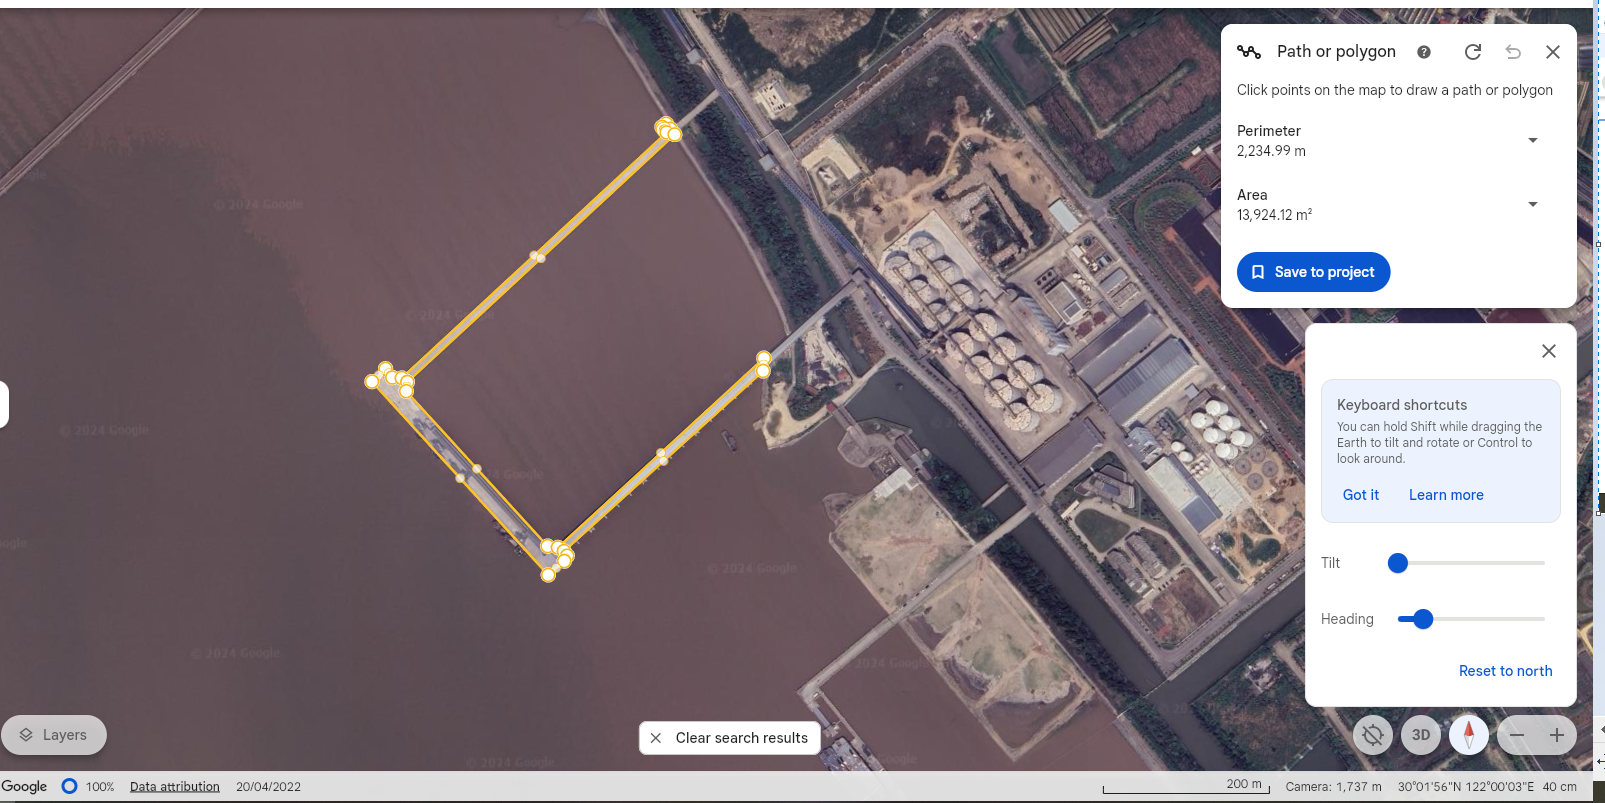 Path or polygon
Click points on the map to draw a path or polygon
Perimeter
2,234.99 m
Area
13,924.12 m²
Save to project
© 2024 Google
© 2024 Google
© 2024 Google
© 2024 Google
© 2024 Google
© 2024 Google
© 2024 Google
Keyboard shortcuts
You can hold Shift while dragging the
Earth to tilt and rotate or Control to
look around.
Got it Learn more
Tilt
Heading
Reset to north
Layers
Clear search results
3D
Google 100% Data attribution 20/04/2022 200 m Camera: 1,737 m 30°01'56"N 122°00'03"E 40 cm